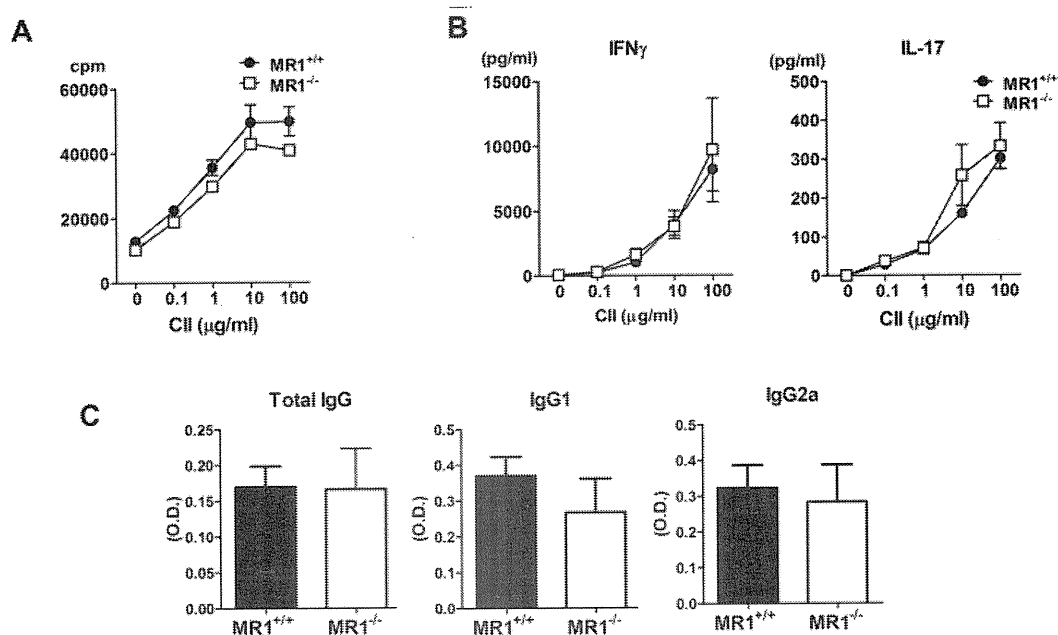 A
cpm
MR1+/+
MR1-/-
60000
40000
20000
0
0 0.1 1 10 100
CII (μg/ml)
B
IFNγ
(pg/ml)
15000
10000
5000
0
0 0.1 1 10 100
CII (μg/ml)
IL-17
(pg/ml)
MR1+/+
MR1-/-
500
400
300
200
100
0
0 0.1 1 10 100
CII (μg/ml)
C
Total IgG
(O.D.)
0.25
0.20
0.15
0.10
0.05
0.00
MR1+/+ MR1-/-
IgG1
(O.D.)
0.5
0.4
0.3
0.2
0.1
0.0
MR1+/+ MR1-/-
IgG2a
(O.D.)
0.5
0.4
0.3
0.2
0.1
0.0
MR1+/+ MR1-/-